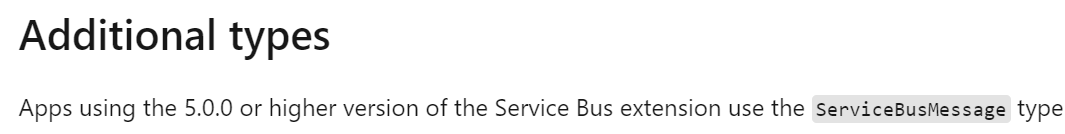 Additional types
Apps using the 5.0.0 or higher version of the Service Bus extension use the ServiceBusMessage type